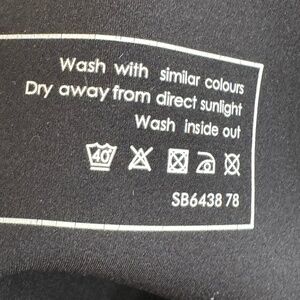 Wash with similar colours
Dry away from direct sunlight
Wash inside out
40
SB6438 78